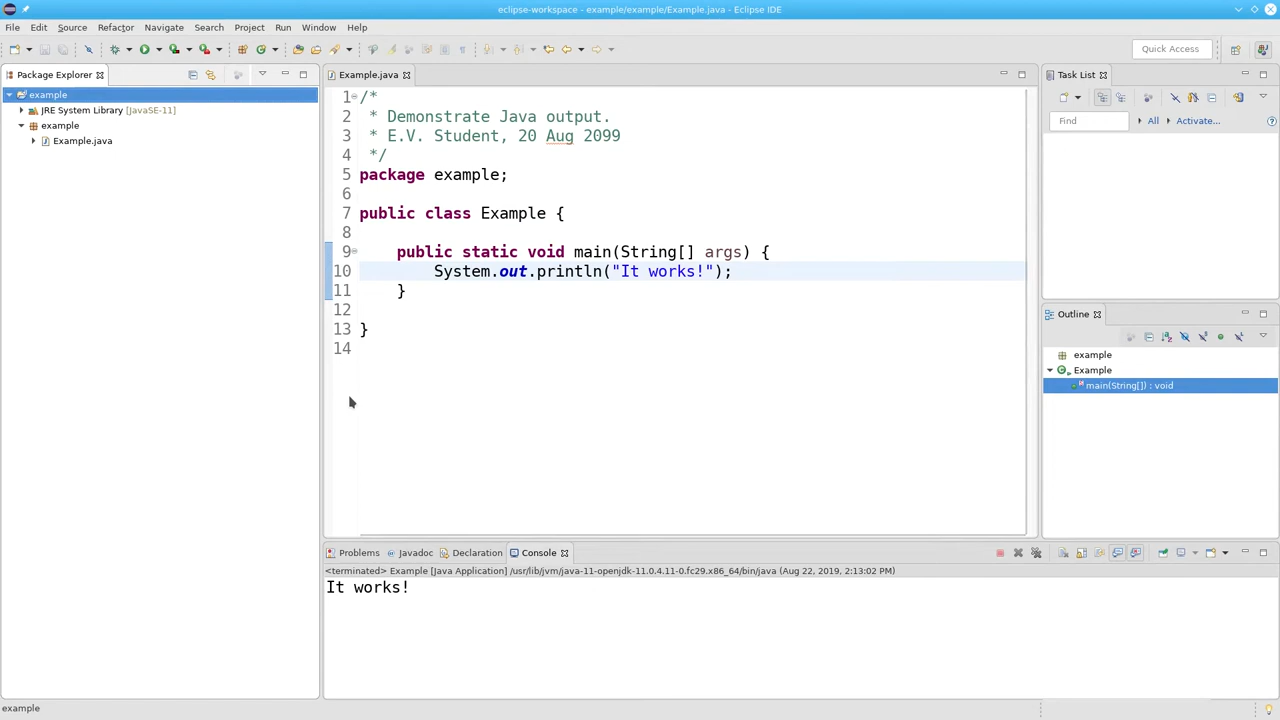 eclipse-workspace - example/example/Example.java - Eclipse IDE
File Edit Source Refactor Navigate Search Project Run Window Help
Quick Access
Package Explorer
example
JRE System Library [JavaSE-11]
example
Example.java
Example.java
1 /*
2 * Demonstrate Java output.
3 * E.V. Student, 20 Aug 2099
4 */
5 package example;
6
7 public class Example {
8
9 public static void main(String[] args) {
10 System.out.println("It works!");
11 }
12
13 }
14
Task List
Find All Activate...
Outline
example
Example
main(String[]) : void
Problems Javadoc Declaration Console
<terminated> Example [Java Application] /usr/lib/jvm/java-11-openjdk-11.0.4.11-0.fc29.x86_64/bin/java (Aug 22, 2019, 2:13:02 PM)
It works!
example